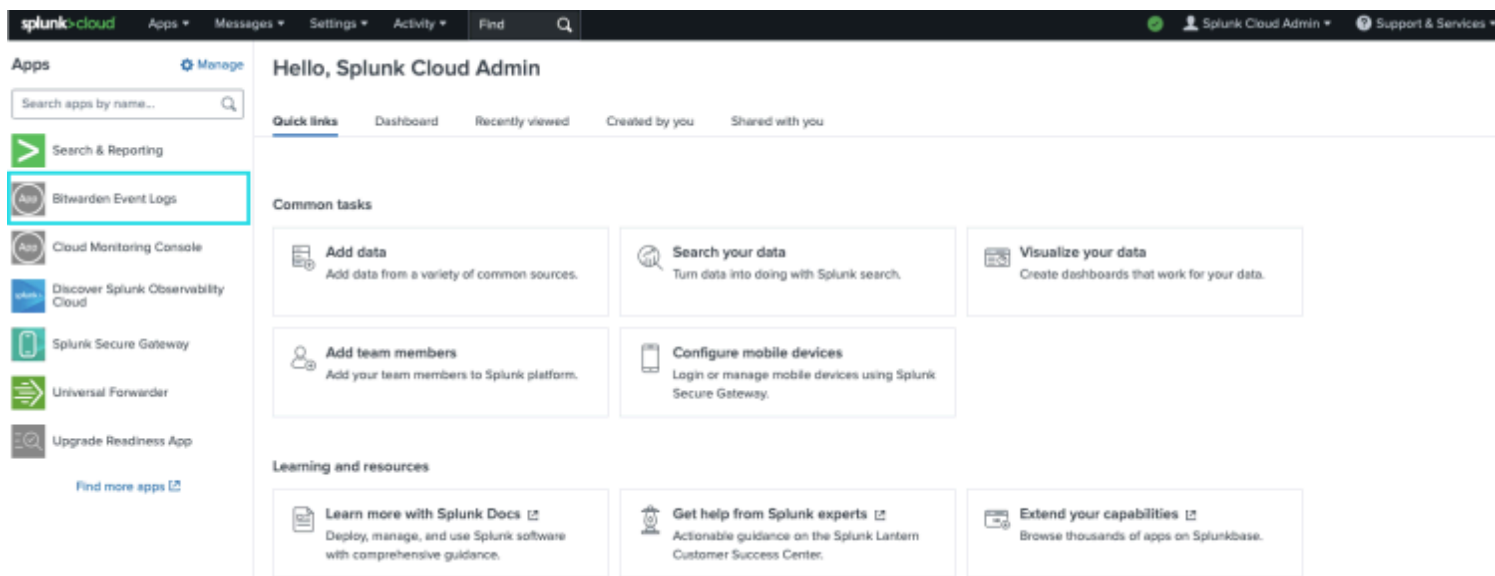 splunk>cloud Apps Messages Settings Activity Find Splunk Cloud Admin Support & Services
Apps Manage
Search apps by name...
Search & Reporting
App Bitwarden Event Logs
App Cloud Monitoring Console
splunk> Discover Splunk Observability
Cloud
Splunk Secure Gateway
Universal Forwarder
Upgrade Readiness App
Find more apps
Hello, Splunk Cloud Admin
Quick links Dashboard Recently viewed Created by you Shared with you
Common tasks
Add data
Add data from a variety of common sources.
Search your data
Turn data into doing with Splunk search.
Visualize your data
Create dashboards that work for your data.
Add team members
Add your team members to Splunk platform.
Configure mobile devices
Login or manage mobile devices using Splunk
Secure Gateway.
Learning and resources
Learn more with Splunk Docs
Deploy, manage, and use Splunk software
with comprehensive guidance.
Get help from Splunk experts
Actionable guidance on the Splunk Lantern
Customer Success Center.
Extend your capabilities
Browse thousands of apps on Splunkbase.